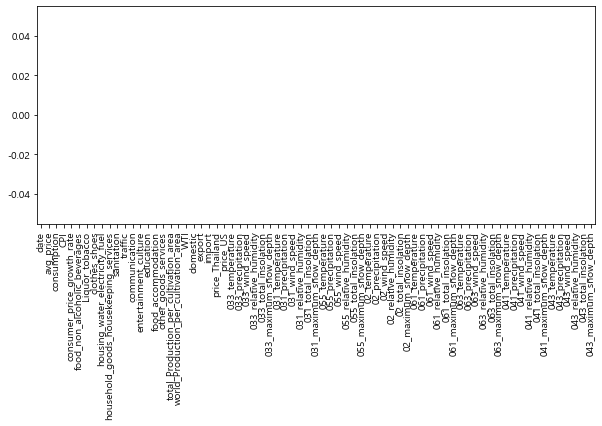 0.04
0.02
0.00
-0.02
-0.04
date
avg_price
consumption
CPI
consumer_price_growth_rate
food_non_alcoholic_beverages
Liquor_tobacco
clothes_shpes
housing_water_electricity_fuel
household_goods_housekeeping_services
Sanitation
traffic
communication
entertainment_culture
education
food_accommodation
other_goods_services
total_Production_per_cultivation_area
world_Production_per_cultivation_area
WTI
domestic
export
import
price_Thailand
price_US
033_temperature
033_precipitation
033_wind_speed
033_relative_humidity
033_total_insolation
033_maximum_snow_depth
031_temperature
031_precipitation
031_wind_speed
031_relative_humidity
031_total_insolation
031_maximum_snow_depth
055_temperature
055_precipitation
055_wind_speed
055_relative_humidity
055_total_insolation
055_maximum_snow_depth
02_temperature
02_precipitation
02_wind_speed
02_relative_humidity
02_total_insolation
02_maximum_snow_depth
061_temperature
061_precipitation
061_wind_speed
061_relative_humidity
061_total_insolation
061_maximum_snow_depth
063_temperature
063_precipitation
063_wind_speed
063_relative_humidity
063_total_insolation
063_maximum_snow_depth
041_temperature
041_precipitation
041_wind_speed
041_relative_humidity
041_total_insolation
041_maximum_snow_depth
043_temperature
043_precipitation
043_wind_speed
043_relative_humidity
043_total_insolation
043_maximum_snow_depth